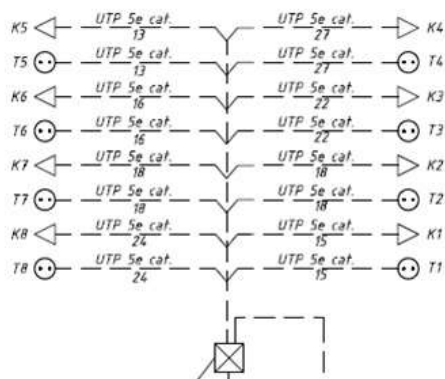 K5 UTP 5e cat. 13 UTP 5e cat. 27 K4
T5 UTP 5e cat. 13 UTP 5e cat. 27 T4
K6 UTP 5e cat. 16 UTP 5e cat. 22 K3
T6 UTP 5e cat. 16 UTP 5e cat. 22 T3
K7 UTP 5e cat. 18 UTP 5e cat. 18 K2
T7 UTP 5e cat. 18 UTP 5e cat. 18 T2
K8 UTP 5e cat. 24 UTP 5e cat. 15 K1
T8 UTP 5e cat. 24 UTP 5e cat. 15 T1